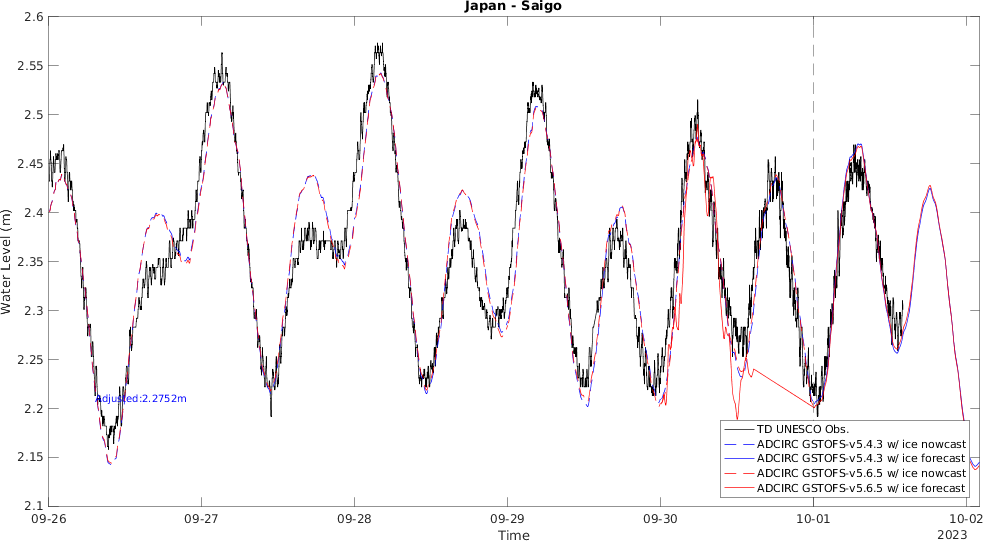 Japan - Saigo
2.6
2.55
2.5
2.45
2.4
2.35
2.3
2.25
2.2
2.15
2.1
Water Level (m)
Adjusted:2.2752m
TD UNESCO Obs.
ADCIRC GSTOFS-v5.4.3 w/ ice nowcast
ADCIRC GSTOFS-v5.4.3 w/ ice forecast
ADCIRC GSTOFS-v5.6.5 w/ ice nowcast
ADCIRC GSTOFS-v5.6.5 w/ ice forecast
09-26 09-27 09-28 09-29 09-30 10-01 10-02
Time
2023